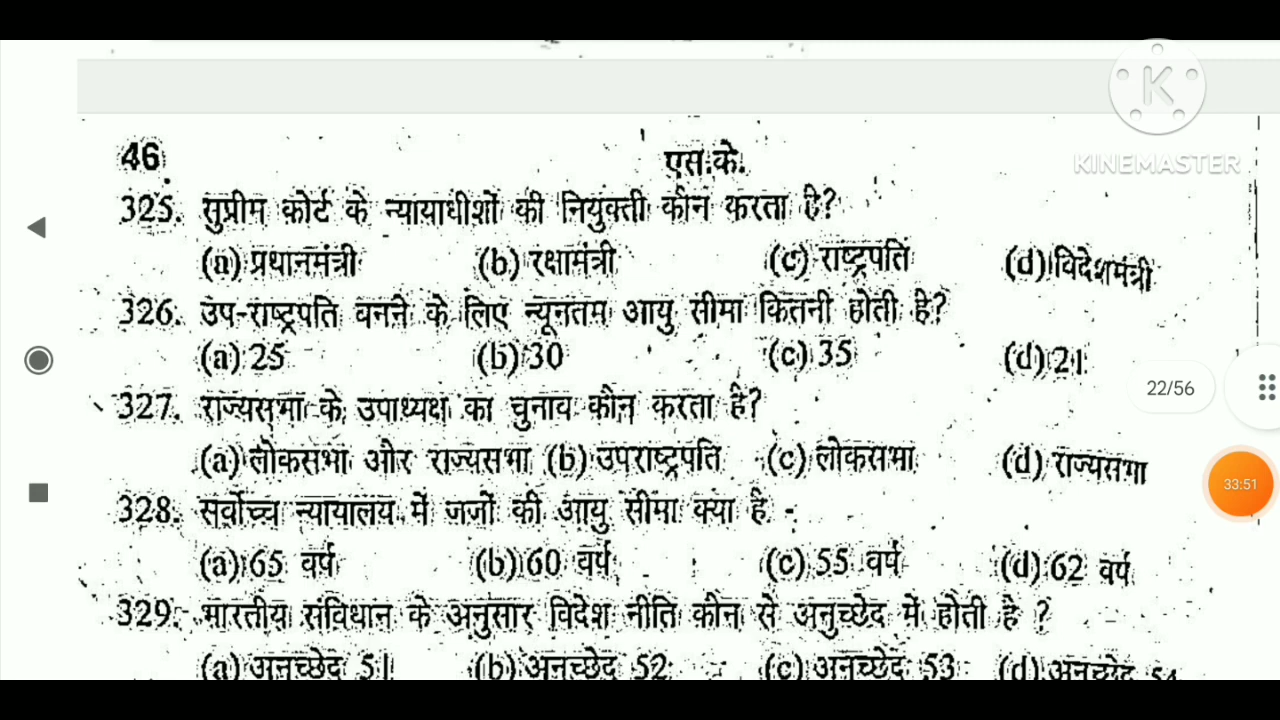 KINEMASTER
46
एस.के.
325. सुप्रीम कोर्ट के न्यायाधीशों की नियुक्ती कौन करता है?
(a) प्रधानमंत्री (b) रक्षामंत्री (c) राष्ट्रपति (d) विदेशमंत्री
326. उप-राष्ट्रपति बनने के लिए न्यूनतम आयु सीमा कितनी होती है?
(a) 25 (b) 30 (c) 35 (d) 21
22/56
327. राज्यसभा के उपाध्यक्ष का चुनाव कौन करता है?
(a) लोकसभा और राज्यसभा (b) उपराष्ट्रपति (c) लोकसभा (d) राज्यसभा
33:51
328. सर्वोच्च न्यायालय में जजों की आयु सीमा क्या है -
(a) 65 वर्ष (b) 60 वर्ष (c) 55 वर्ष (d) 62 वर्ष
329. भारतीय संविधान के अनुसार विदेश नीति कौन से अनुच्छेद में होती है ?
(a) अनुच्छेद 51 (b) अनुच्छेद 52 (c) अनुच्छेद 53 (d) अनुच्छेद 54